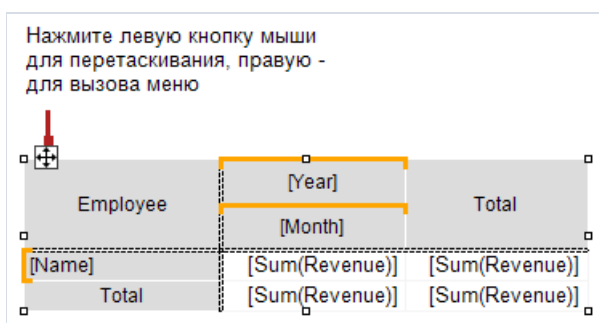 Нажмите левую кнопку мыши
для перетаскивания, правую -
для вызова меню
Employee [Year] Total
[Month]
[Name] [Sum(Revenue)] [Sum(Revenue)]
Total [Sum(Revenue)] [Sum(Revenue)]